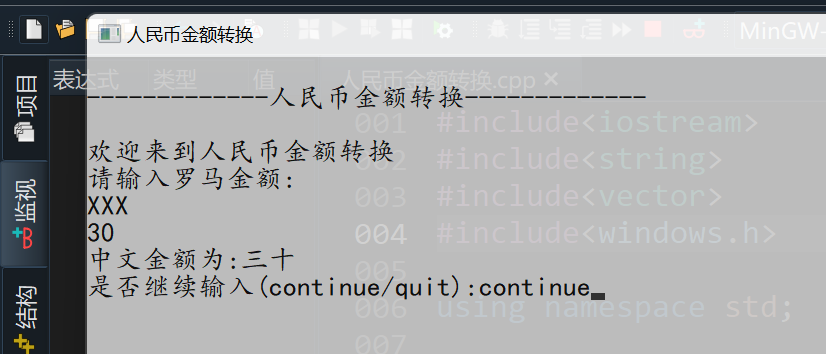 人民币金额转换
MinGW-
项目
监视
结构
表达式 类型 值 人民币金额转换.cpp
-------------人民币金额转换-------------
欢迎来到人民币金额转换
请输入罗马金额:
XXX
30
中文金额为:三十
是否继续输入(continue/quit):continue
001 #include<iostream>
002 #include<string>
003 #include<vector>
004 #include<windows.h>
005
006 using namespace std;
007